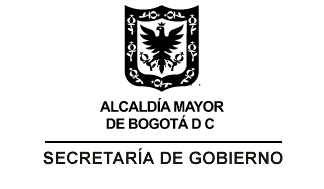 ALCALDÍA MAYOR
DE BOGOTÁ D C
SECRETARÍA DE GOBIERNO